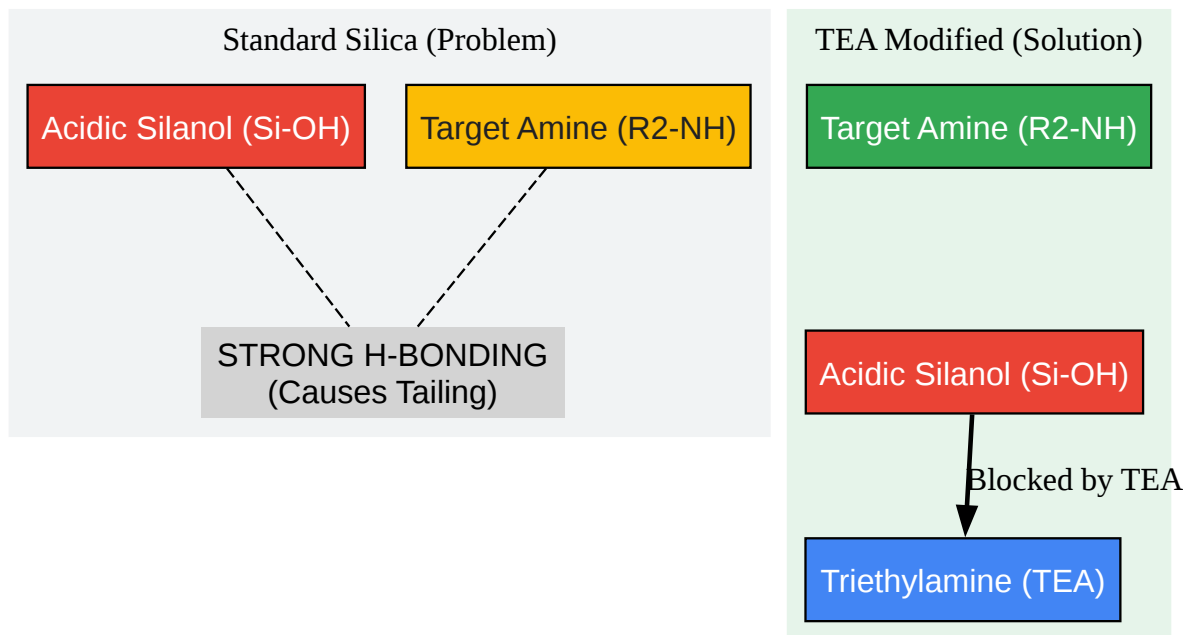 Standard Silica (Problem)
Acidic Silanol (Si-OH)
Target Amine (R2-NH)
STRONG H-BONDING
(Causes Tailing)
TEA Modified (Solution)
Target Amine (R2-NH)
Acidic Silanol (Si-OH)
Blocked by TEA
Triethylamine (TEA)